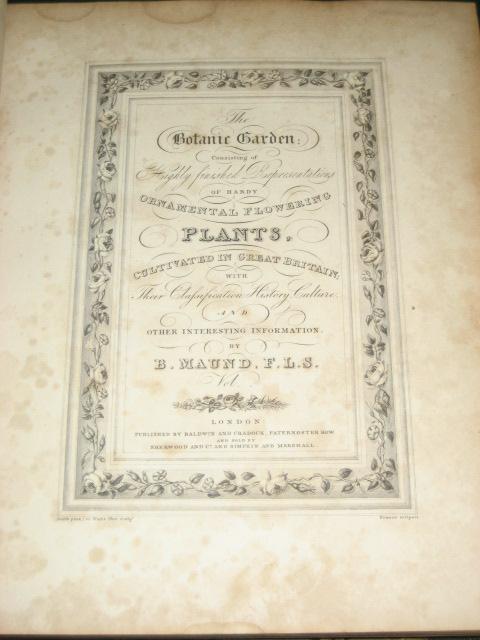 The
Botanic Garden;
Consisting of
Highly finished Representations
OF HARDY
ORNAMENTAL FLOWERING
PLANTS,
CULTIVATED IN GREAT BRITAIN;
WITH
Their Classification History Culture,
AND
OTHER INTERESTING INFORMATION.
BY
B. MAUND, F.L.S.
Vol.
LONDON:
PUBLISHED BY BALDWIN AND CRADOCK, PATERNOSTER ROW
AND SOLD BY
SHERWOOD AND Co. AND SIMPKIN AND MARSHALL.